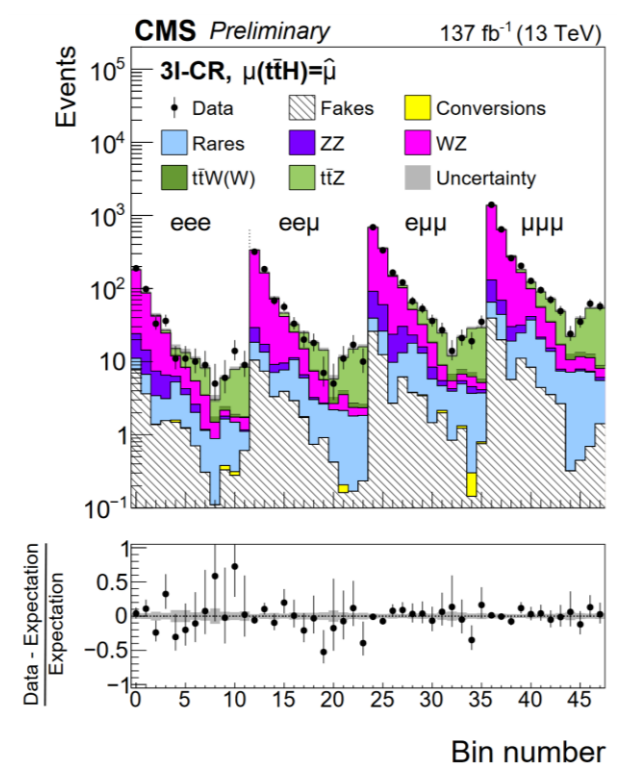 CMS Preliminary 137 fb⁻¹ (13 TeV)
Events
3l-CR, μ(tt̄H)=μ̂
Data Fakes Conversions
Rares ZZ WZ
tt̄W(W) tt̄Z Uncertainty
eee eeμ eμμ μμμ
10⁵
10⁴
10³
10²
10
1
10⁻¹
Data - Expectation
Expectation
1
0.5
0
−0.5
−1
0 5 10 15 20 25 30 35 40 45
Bin number